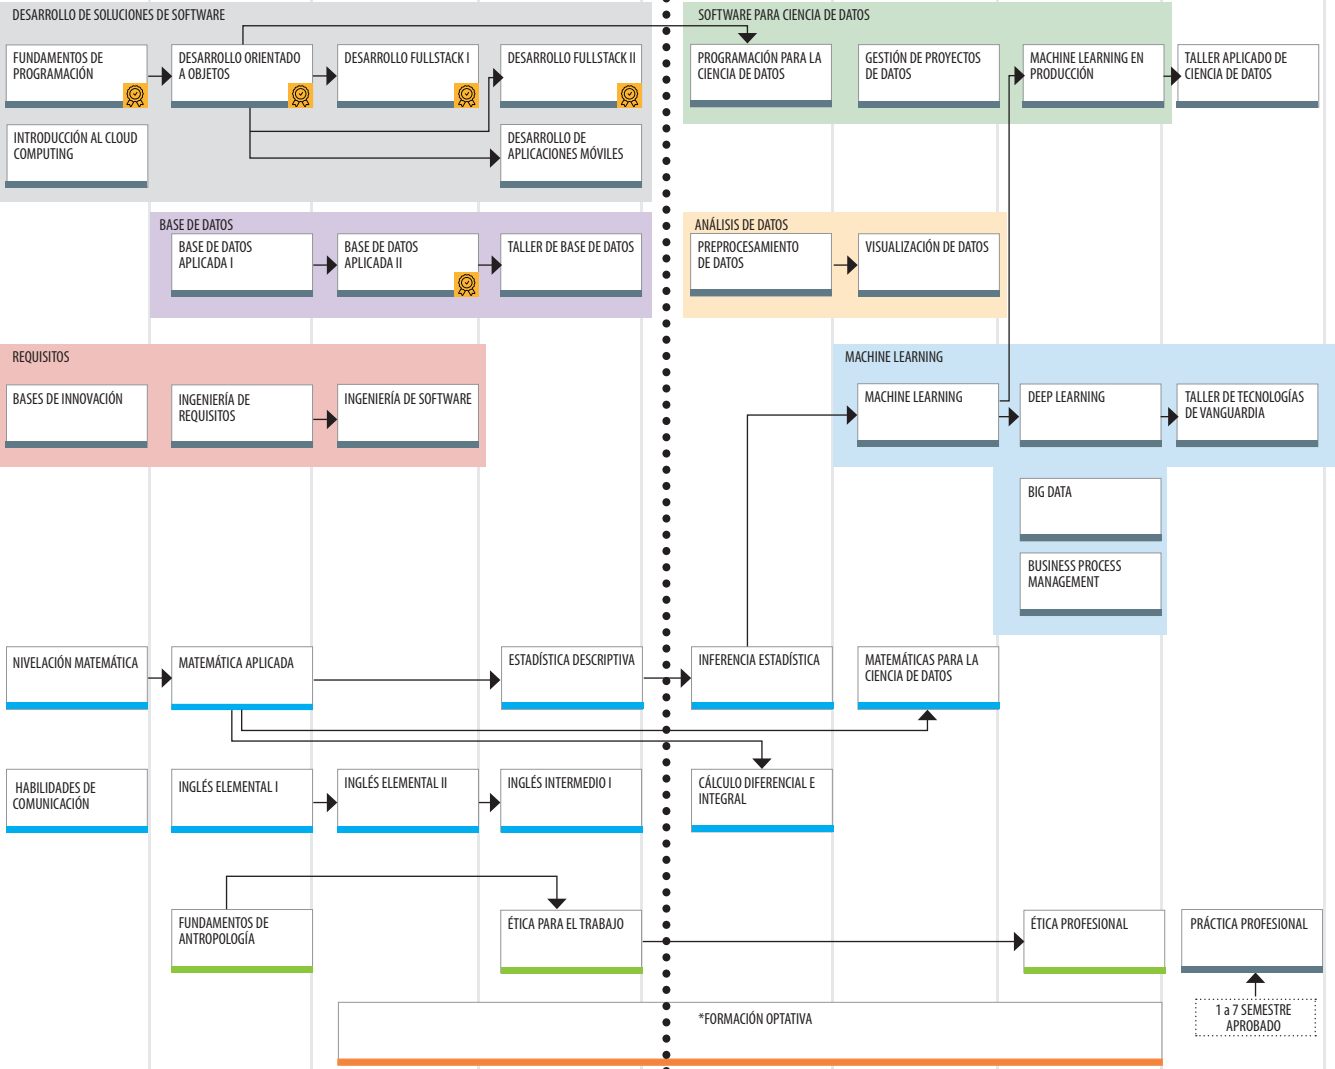 DESARROLLO DE SOLUCIONES DE SOFTWARE
SOFTWARE PARA CIENCIA DE DATOS
FUNDAMENTOS DE
PROGRAMACIÓN
DESARROLLO ORIENTADO
A OBJETOS
DESARROLLO FULLSTACK I
DESARROLLO FULLSTACK II
PROGRAMACIÓN PARA LA
CIENCIA DE DATOS
GESTIÓN DE PROYECTOS
DE DATOS
MACHINE LEARNING EN
PRODUCCIÓN
TALLER APLICADO DE
CIENCIA DE DATOS
INTRODUCCIÓN AL CLOUD
COMPUTING
DESARROLLO DE
APLICACIONES MÓVILES
BASE DE DATOS
ANÁLISIS DE DATOS
BASE DE DATOS
APLICADA I
BASE DE DATOS
APLICADA II
TALLER DE BASE DE DATOS
PREPROCESAMIENTO
DE DATOS
VISUALIZACIÓN DE DATOS
REQUISITOS
MACHINE LEARNING
BASES DE INNOVACIÓN
INGENIERÍA DE
REQUISITOS
INGENIERÍA DE SOFTWARE
MACHINE LEARNING
DEEP LEARNING
TALLER DE TECNOLOGÍAS
DE VANGUARDIA
BIG DATA
BUSINESS PROCESS
MANAGEMENT
NIVELACIÓN MATEMÁTICA
MATEMÁTICA APLICADA
ESTADÍSTICA DESCRIPTIVA
INFERENCIA ESTADÍSTICA
MATEMÁTICAS PARA LA
CIENCIA DE DATOS
HABILIDADES DE
COMUNICACIÓN
INGLÉS ELEMENTAL I
INGLÉS ELEMENTAL II
INGLÉS INTERMEDIO I
CÁLCULO DIFERENCIAL E
INTEGRAL
FUNDAMENTOS DE
ANTROPOLOGÍA
ÉTICA PARA EL TRABAJO
ÉTICA PROFESIONAL
PRÁCTICA PROFESIONAL
1 a 7 SEMESTRE
APROBADO
*FORMACIÓN OPTATIVA